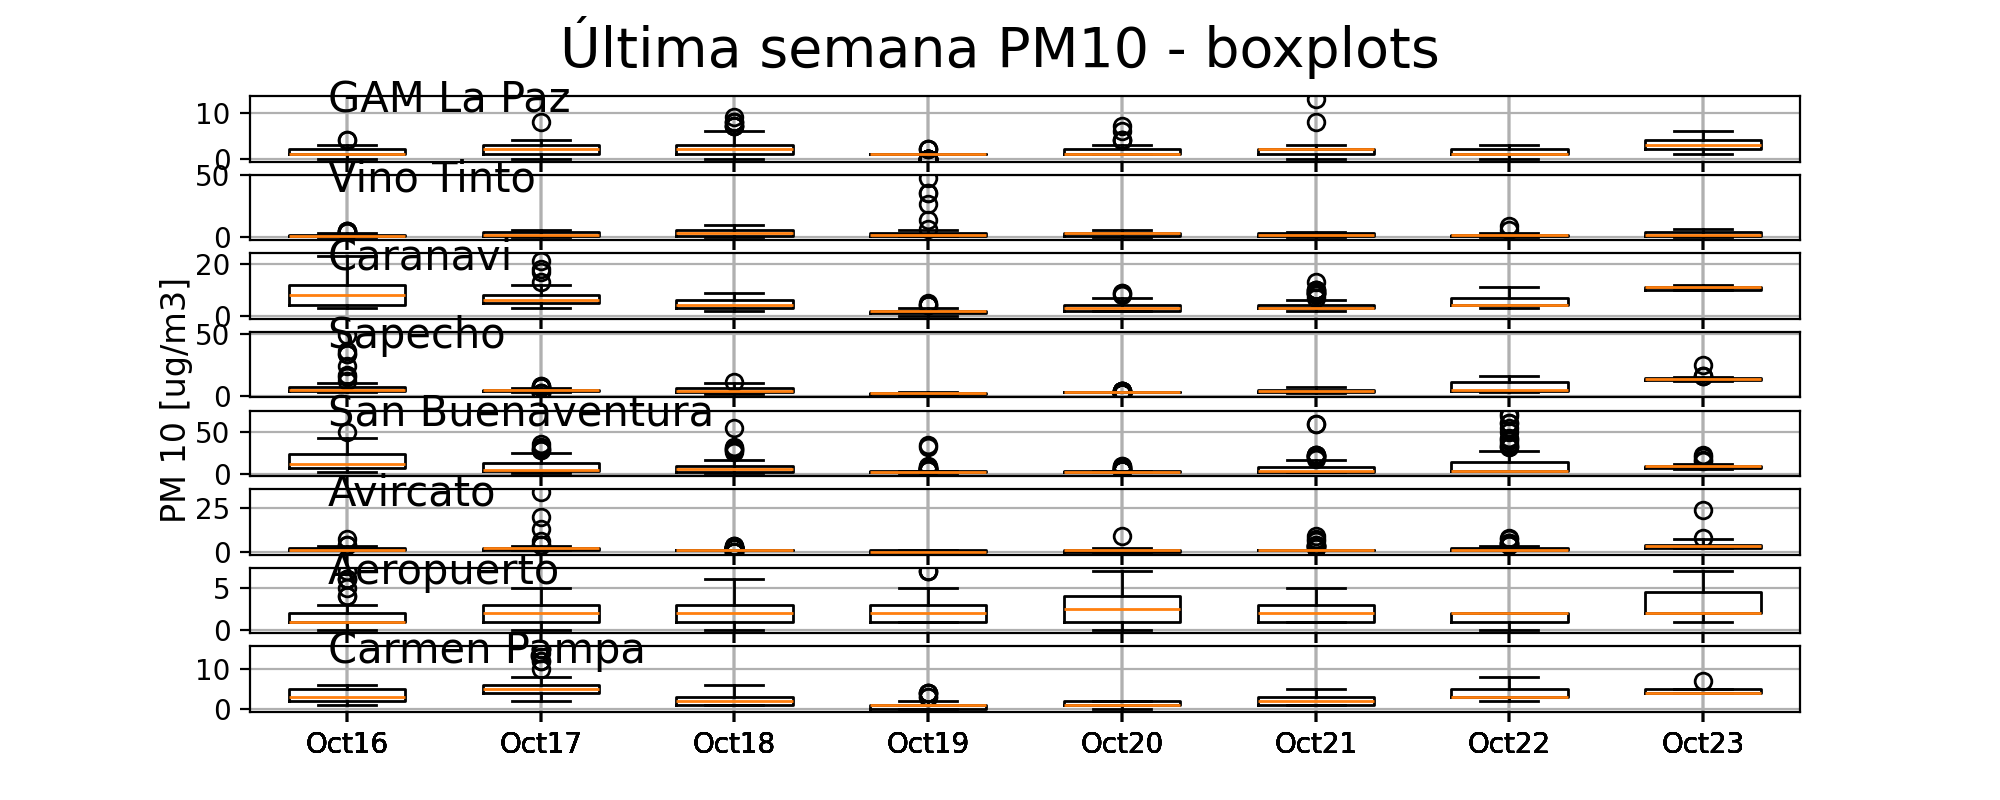 Última semana PM10 - boxplots
GAM La Paz
10
0
Vino Tinto
50
0
Caranavi
20
0
Sapecho
50
0
San Buenaventura
50
0
Avircato
25
0
Aeropuerto
5
0
Carmen Pampa
10
0
PM 10 [ug/m3]
Oct16 Oct17 Oct18 Oct19 Oct20 Oct21 Oct22 Oct23